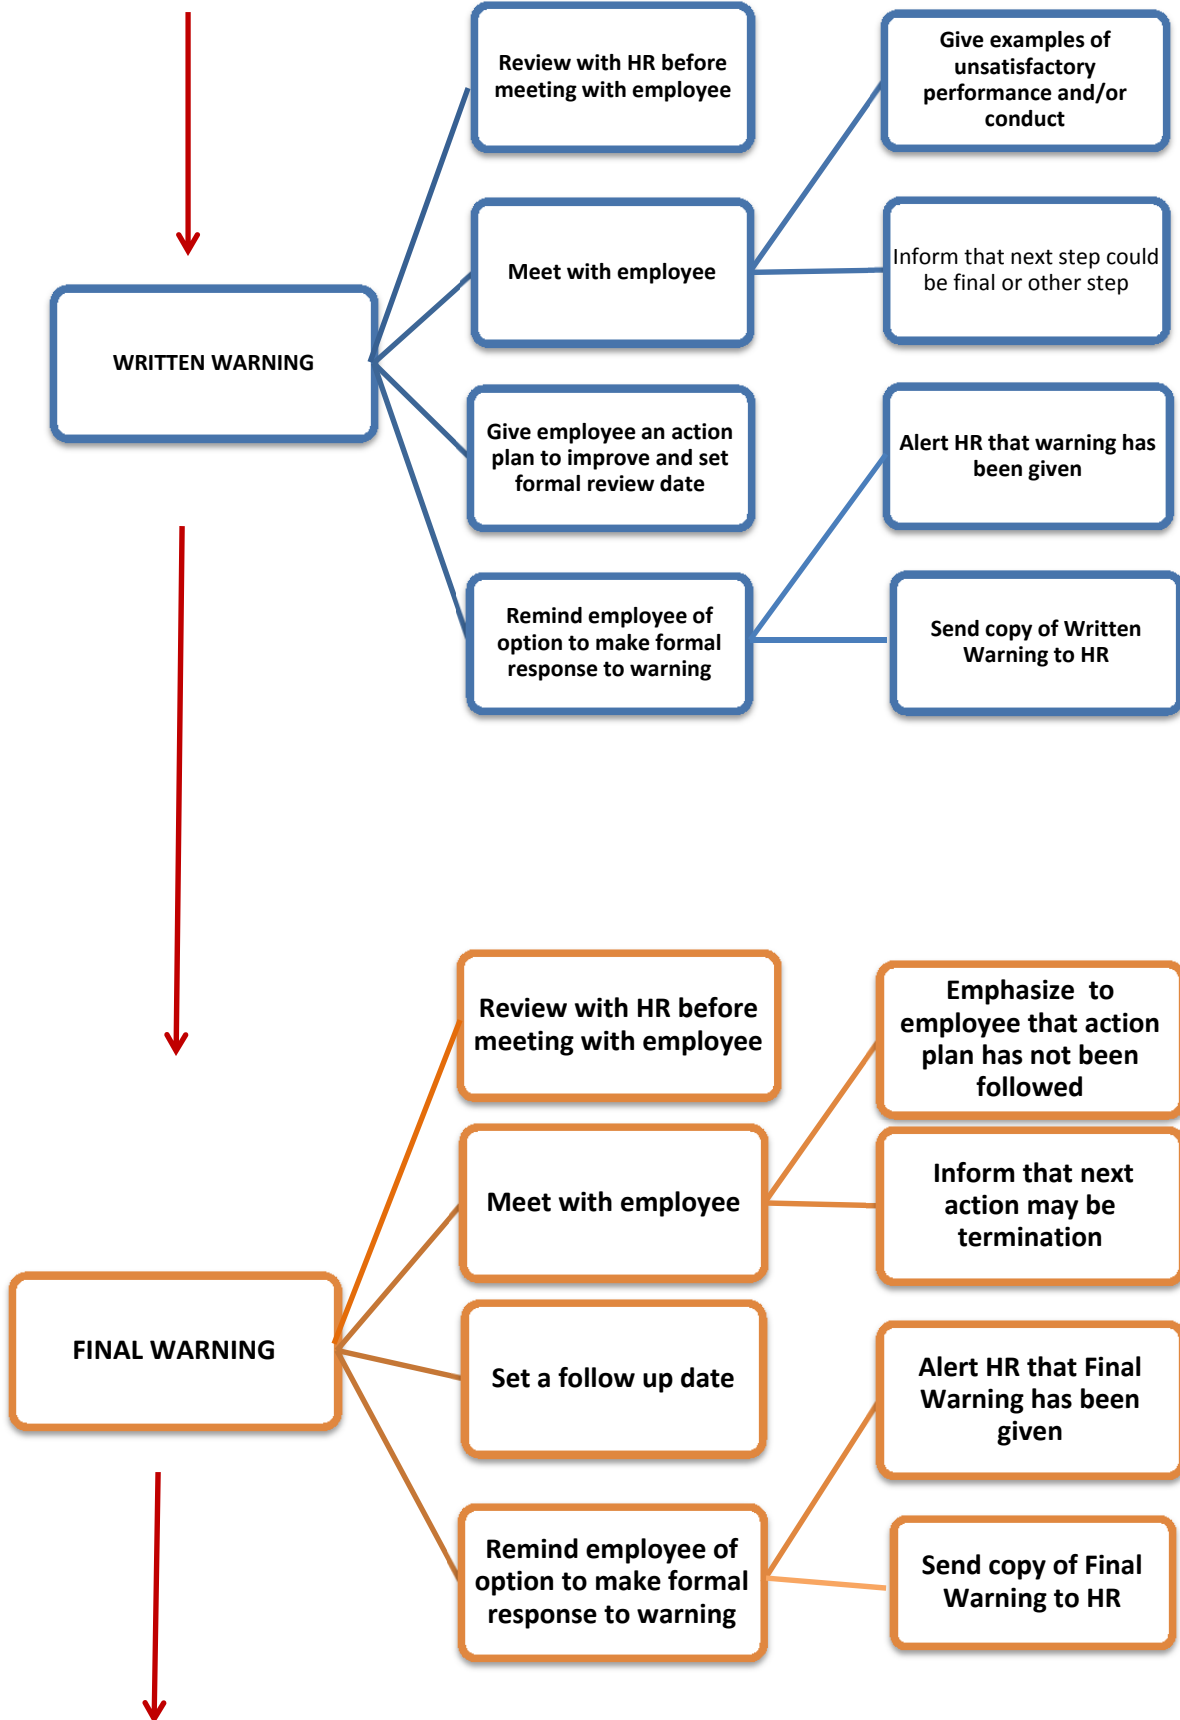 Review with HR before
meeting with employee
Give examples of
unsatisfactory
performance and/or
conduct
Meet with employee
Inform that next step could
be final or other step
WRITTEN WARNING
Give employee an action
plan to improve and set
formal review date
Alert HR that warning has
been given
Remind employee of
option to make formal
response to warning
Send copy of Written
Warning to HR
Review with HR before
meeting with employee
Emphasize to
employee that action
plan has not been
followed
Meet with employee
Inform that next
action may be
termination
FINAL WARNING
Set a follow up date
Alert HR that Final
Warning has been
given
Remind employee of
option to make formal
response to warning
Send copy of Final
Warning to HR